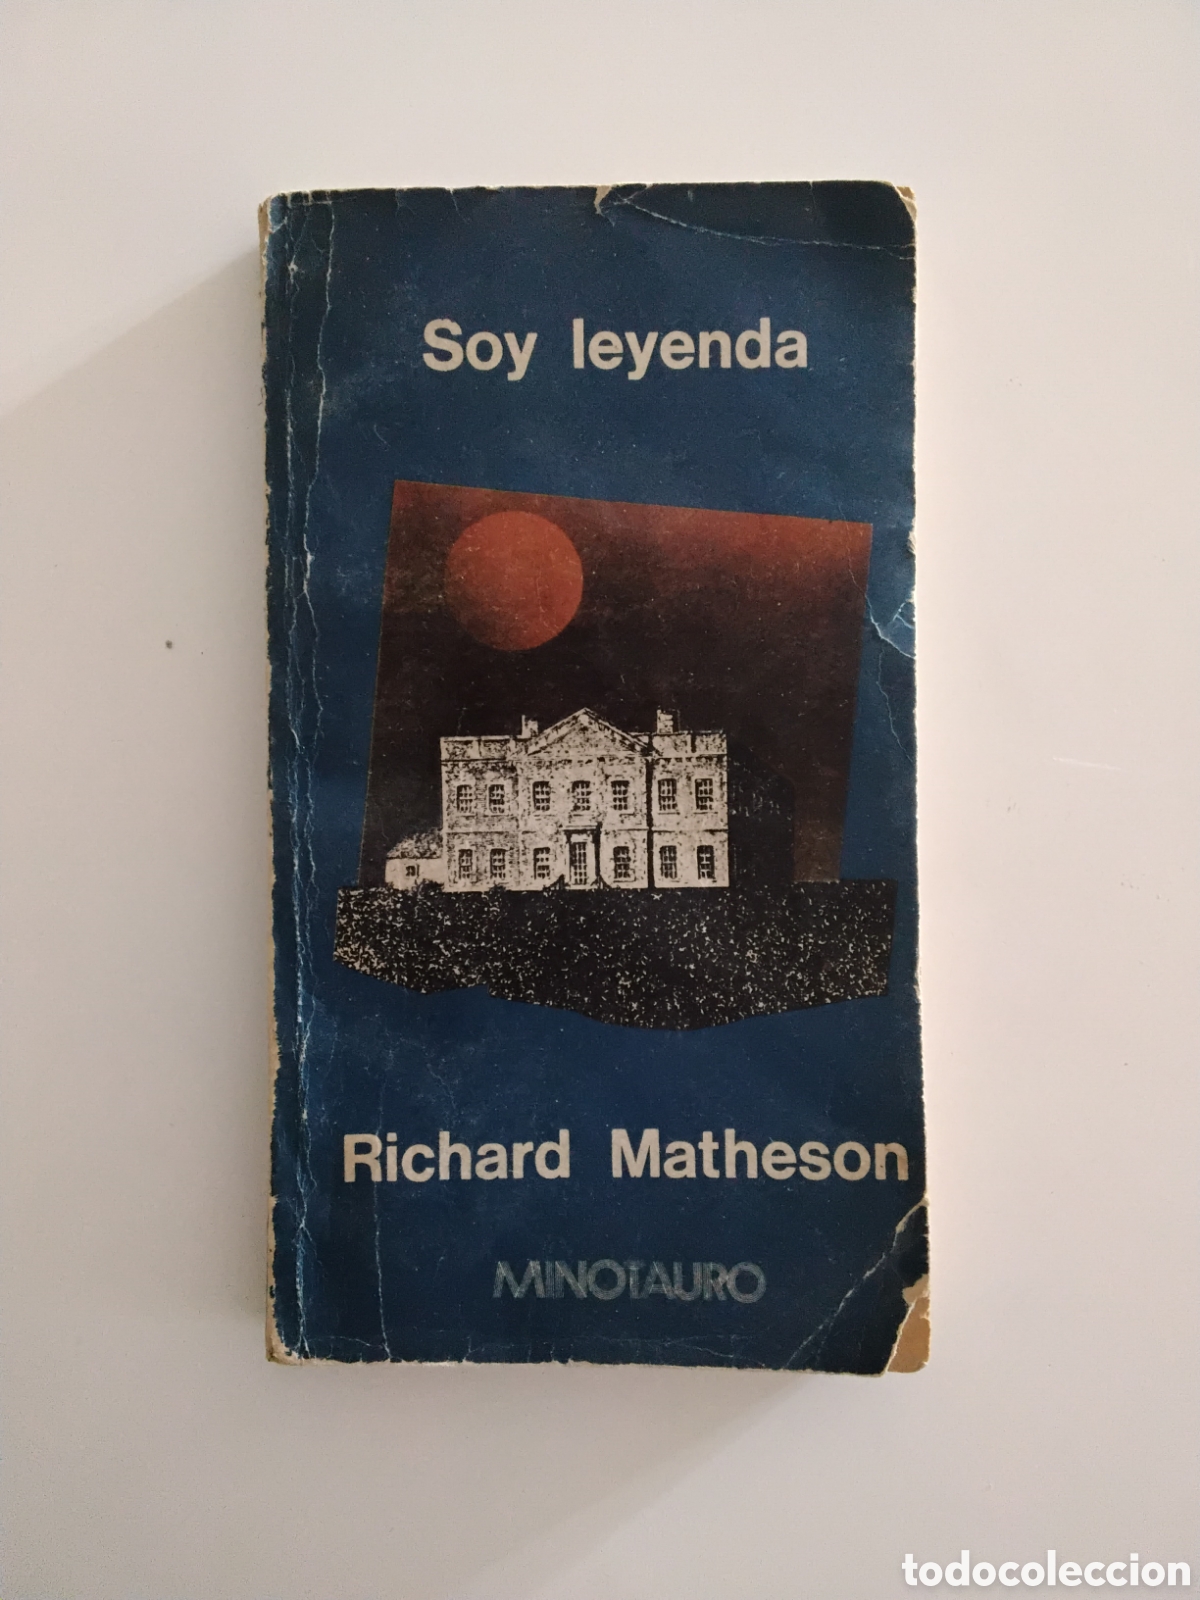 Soy leyenda
Richard Matheson
MINOTAURO
todocoleccion